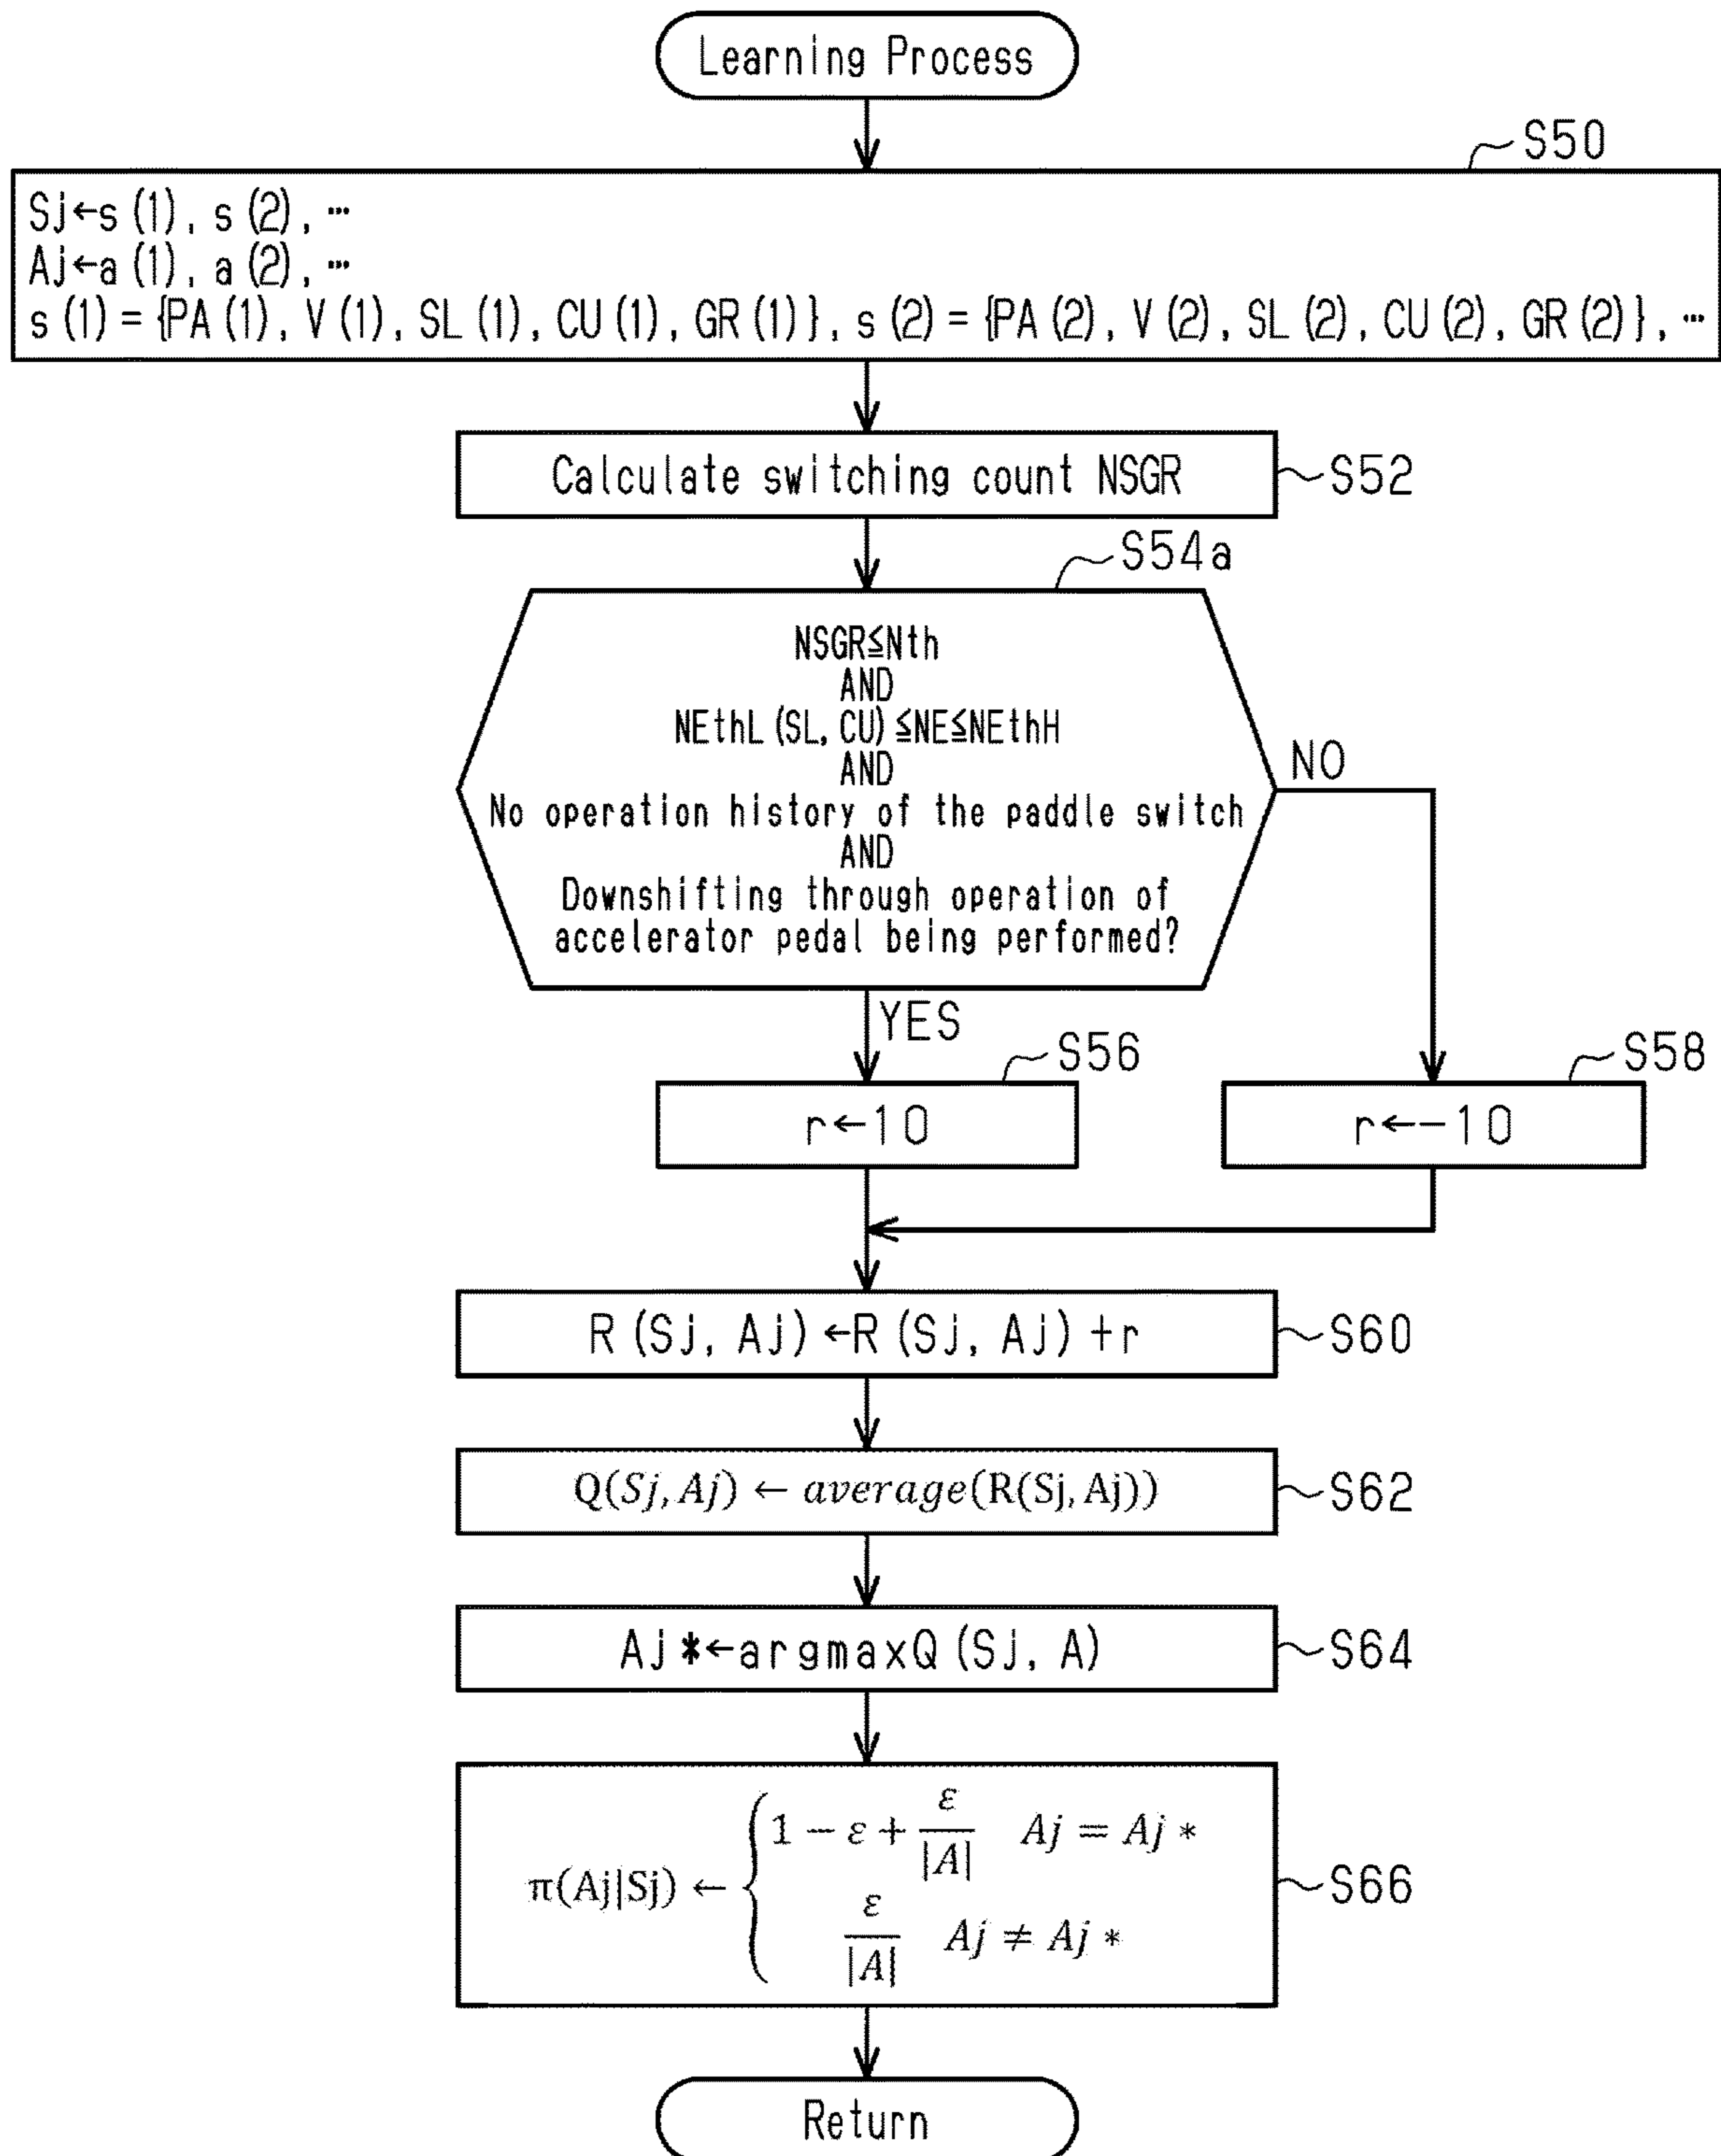 Learning Process
S50
Sj←s(1), s(2), …
Aj←a(1), a(2), …
s(1)={PA(1), V(1), SL(1), CU(1), GR(1)}, s(2)={PA(2), V(2), SL(2), CU(2), GR(2)}, …
Calculate switching count NSGR
S52
S54a
NSGR≦Nth
AND
NEthL(SL, CU)≦NE≦NEthH
AND
No operation history of the paddle switch
AND
Downshifting through operation of
accelerator pedal being performed?
NO
YES
S56
r←10
S58
r←−10
R(Sj, Aj)←R(Sj, Aj)+r
S60
Q(Sj, Aj) ← average(R(Sj, Aj))
S62
Aj*←argmaxQ(Sj, A)
S64
π(Aj|Sj) ← { 1 − ε + ε/|A| Aj = Aj *
ε/|A| Aj ≠ Aj *
S66
Return